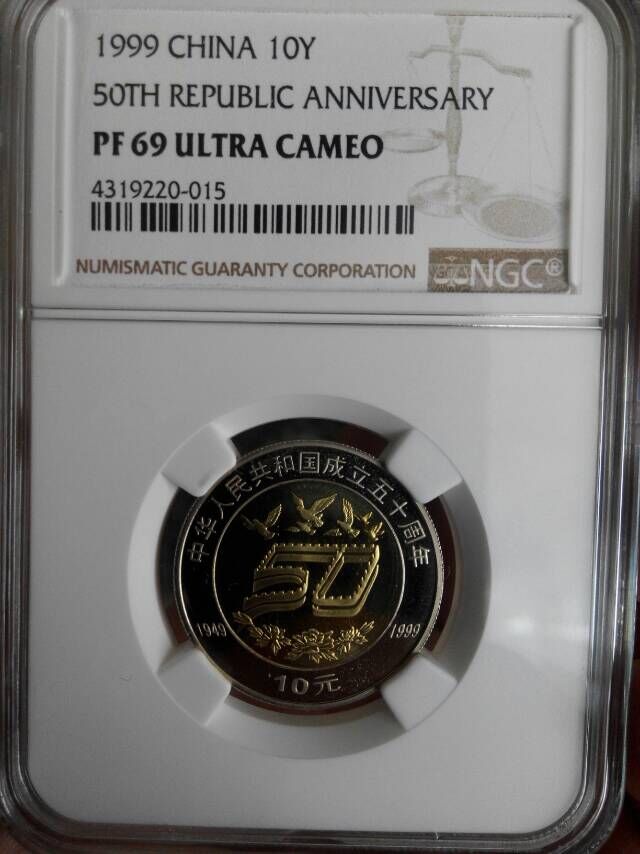 1999 CHINA 10Y
50TH REPUBLIC ANNIVERSARY
PF 69 ULTRA CAMEO
4319220-015
NUMISMATIC GUARANTY CORPORATION
NGC®
中华人民共和国成立五十周年
50
1949
1999
10元